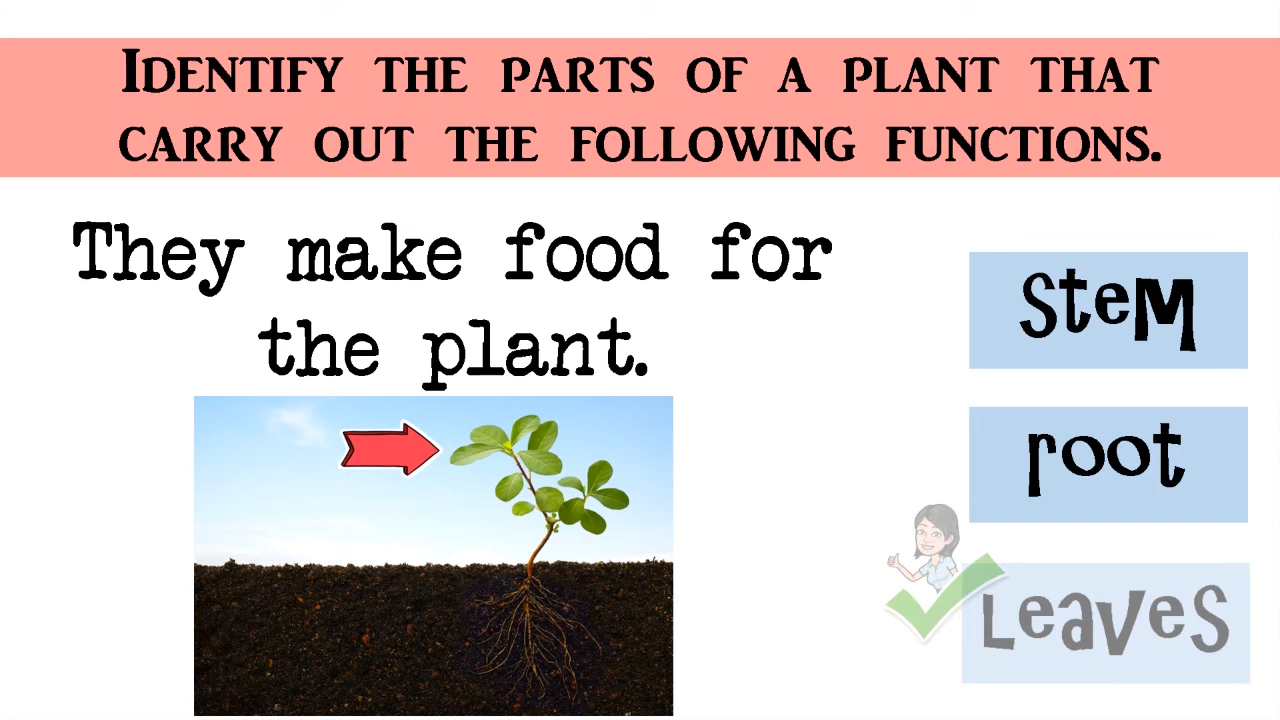 Identify the parts of a plant that
carry out the following functions.
They make food for
the plant.
Stem
root
Leaves